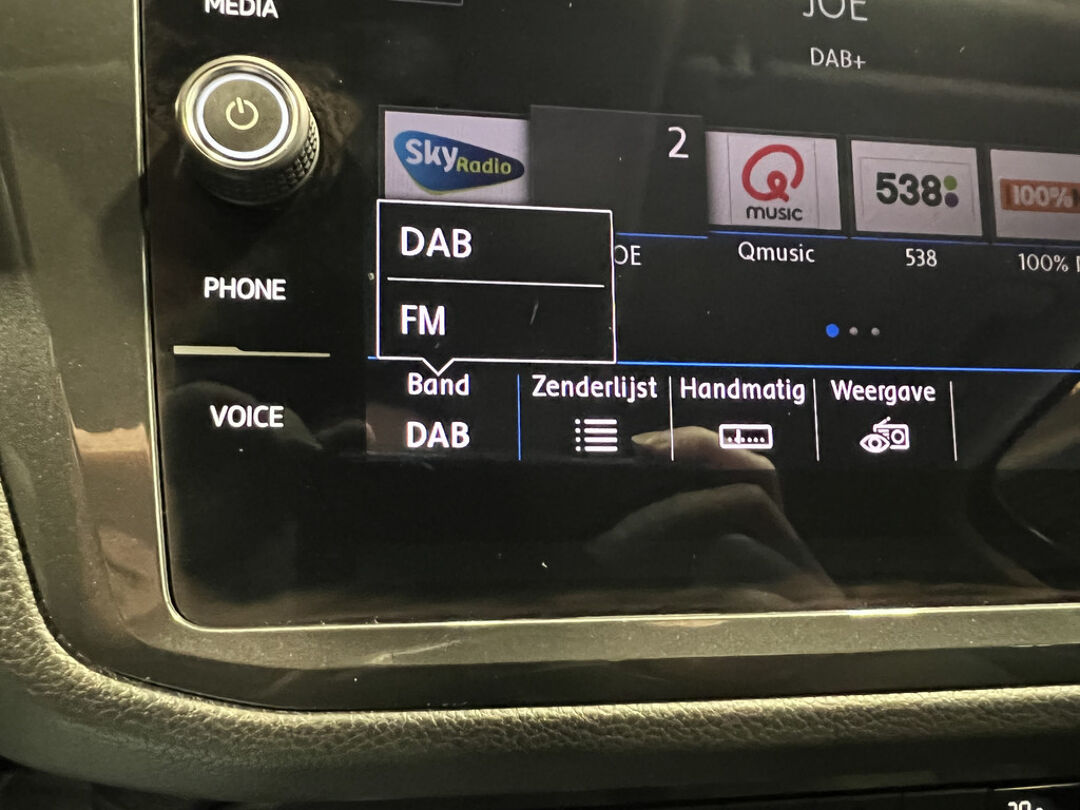 MEDIA
JOE
DAB+
Sky Radio
2
Q
music
538
100%
OE
Qmusic
538
100%
DAB
FM
PHONE
VOICE
Band
DAB
Zenderlijst
Handmatig
Weergave